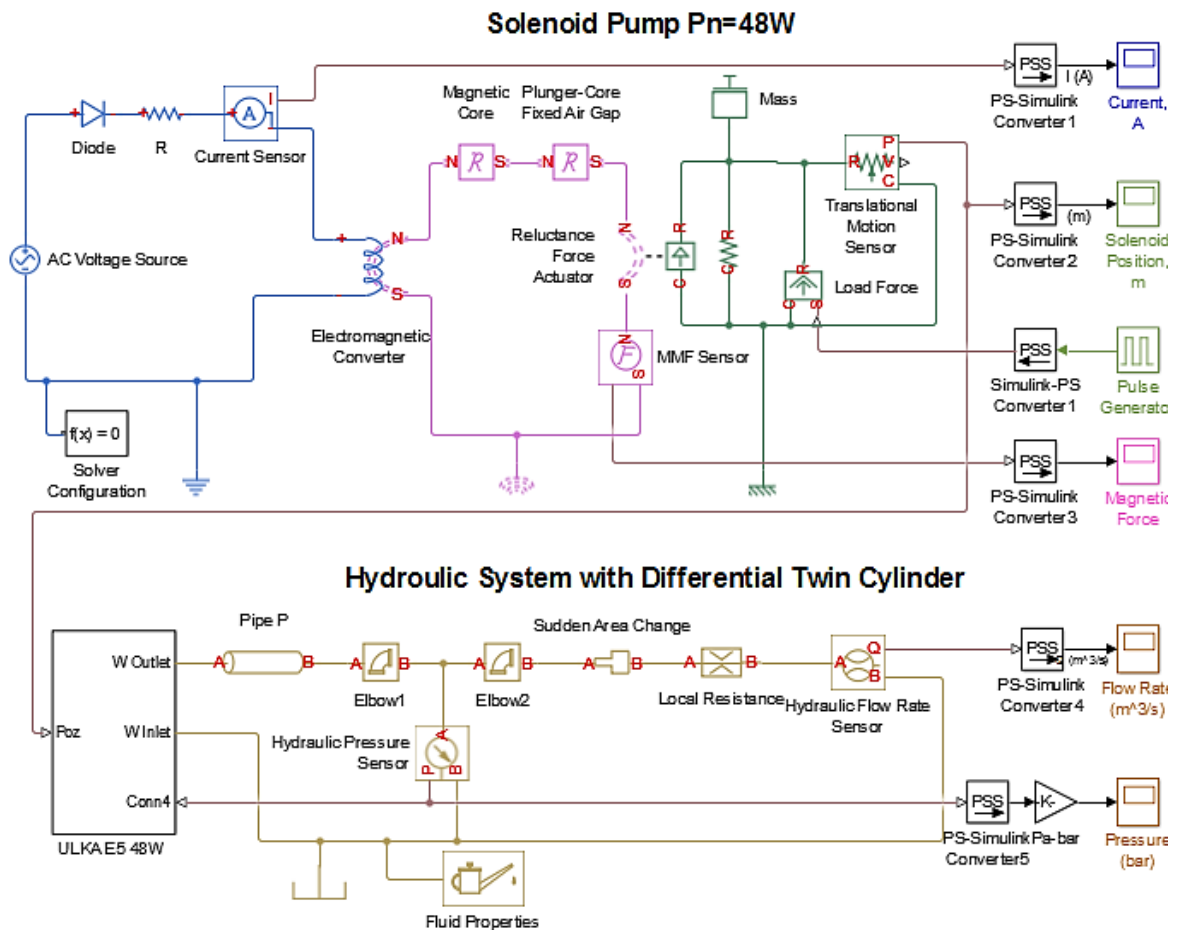 Solenoid Pump Pn=48W
Diode
R
A
I
Current Sensor
Magnetic
Core
Plunger-Core
Fixed Air Gap
Mass
PSS
I (A)
PS-Simulink
Converter1
Current,
A
N R S
N R S
R
P
V
C
Translational
Motion
Sensor
PSS
(m)
PS-Simulink
Converter2
Solenoid
Position,
m
AC Voltage Source
N
S
Electromagnetic
Converter
Reluctance
Force
Actuator
N
S
R
C
R
C
R
C
S
Load Force
N
F
S
MMF Sensor
PSS
Simulink-PS
Converter1
Pulse
Generato
f(x) = 0
Solver
Configuration
PSS
PS-Simulink
Converter3
Magnetic
Force
Hydroulic System with Differential Twin Cylinder
Poz
W Outlet
W Inlet
Conn4
ULKA E5 48W
Pipe P
A B
A B
Elbow1
A B
Elbow2
Sudden Area Change
A B
A B
Local Resistance
A
Q
B
Hydraulic Flow Rate
Sensor
PSS
(m^3/s)
PS-Simulink
Converter4
Flow Rate
(m^3/s)
Hydraulic Pressure
Sensor
A
P
B
PSS
K-
PS-Simulink
Converter5
Pa-bar
Pressure
(bar)
Fluid Properties